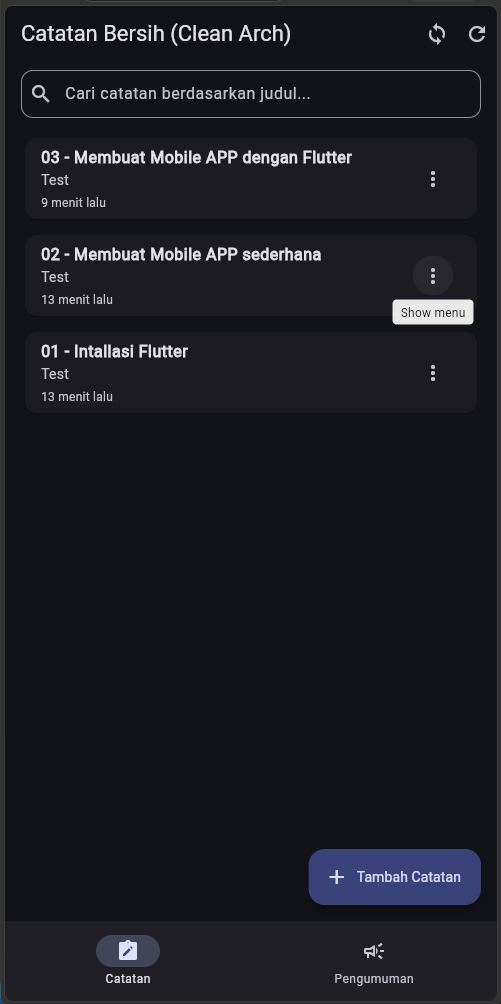 Catatan Bersih (Clean Arch)
Cari catatan berdasarkan judul...
03 - Membuat Mobile APP dengan Flutter
Test
9 menit lalu
02 - Membuat Mobile APP sederhana
Test
13 menit lalu
Show menu
01 - Intallasi Flutter
Test
13 menit lalu
Tambah Catatan
Catatan
Pengumuman